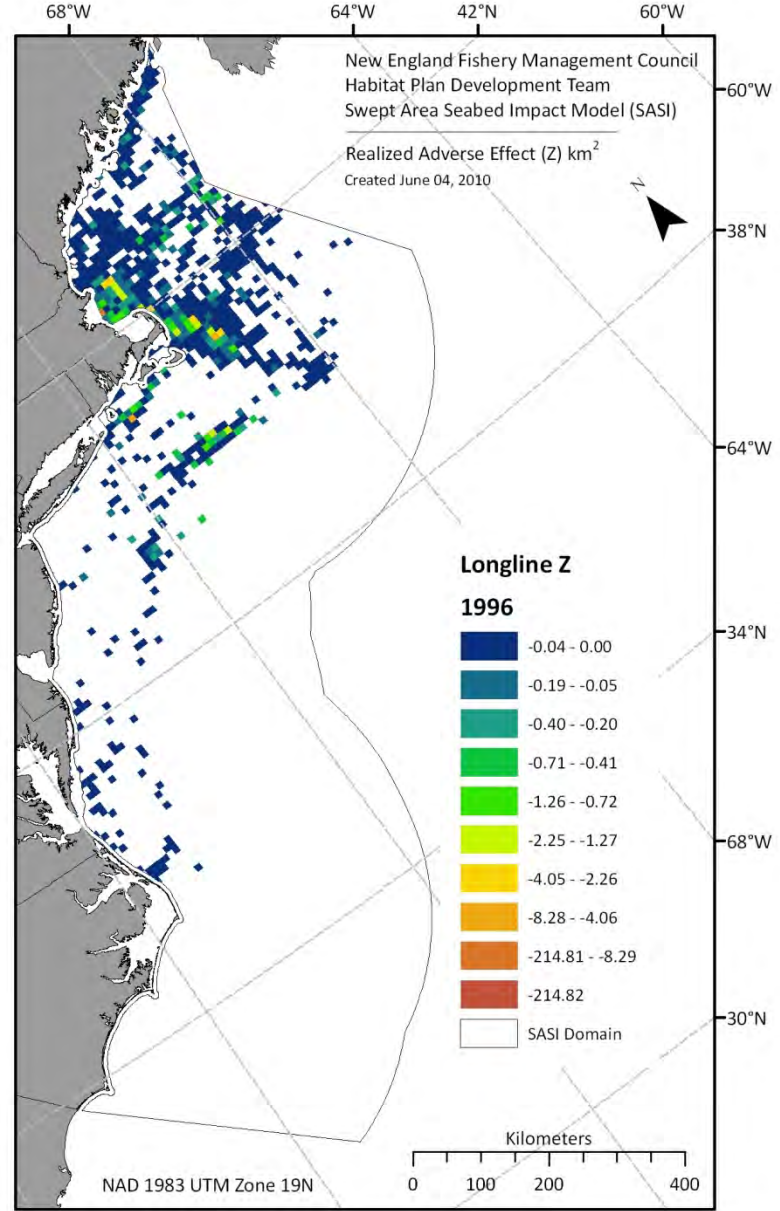 68°W
64°W
42°N
60°W
New England Fishery Management Council
Habitat Plan Development Team
Swept Area Seabed Impact Model (SASI)
Realized Adverse Effect (Z) km²
Created June 04, 2010
N
60°W
38°N
64°W
34°N
68°W
30°N
Longline Z
1996
-0.04 - 0.00
-0.19 - -0.05
-0.40 - -0.20
-0.71 - -0.41
-1.26 - -0.72
-2.25 - -1.27
-4.05 - -2.26
-8.28 - -4.06
-214.81 - -8.29
-214.82
SASI Domain
Kilometers
0 100 200 400
NAD 1983 UTM Zone 19N